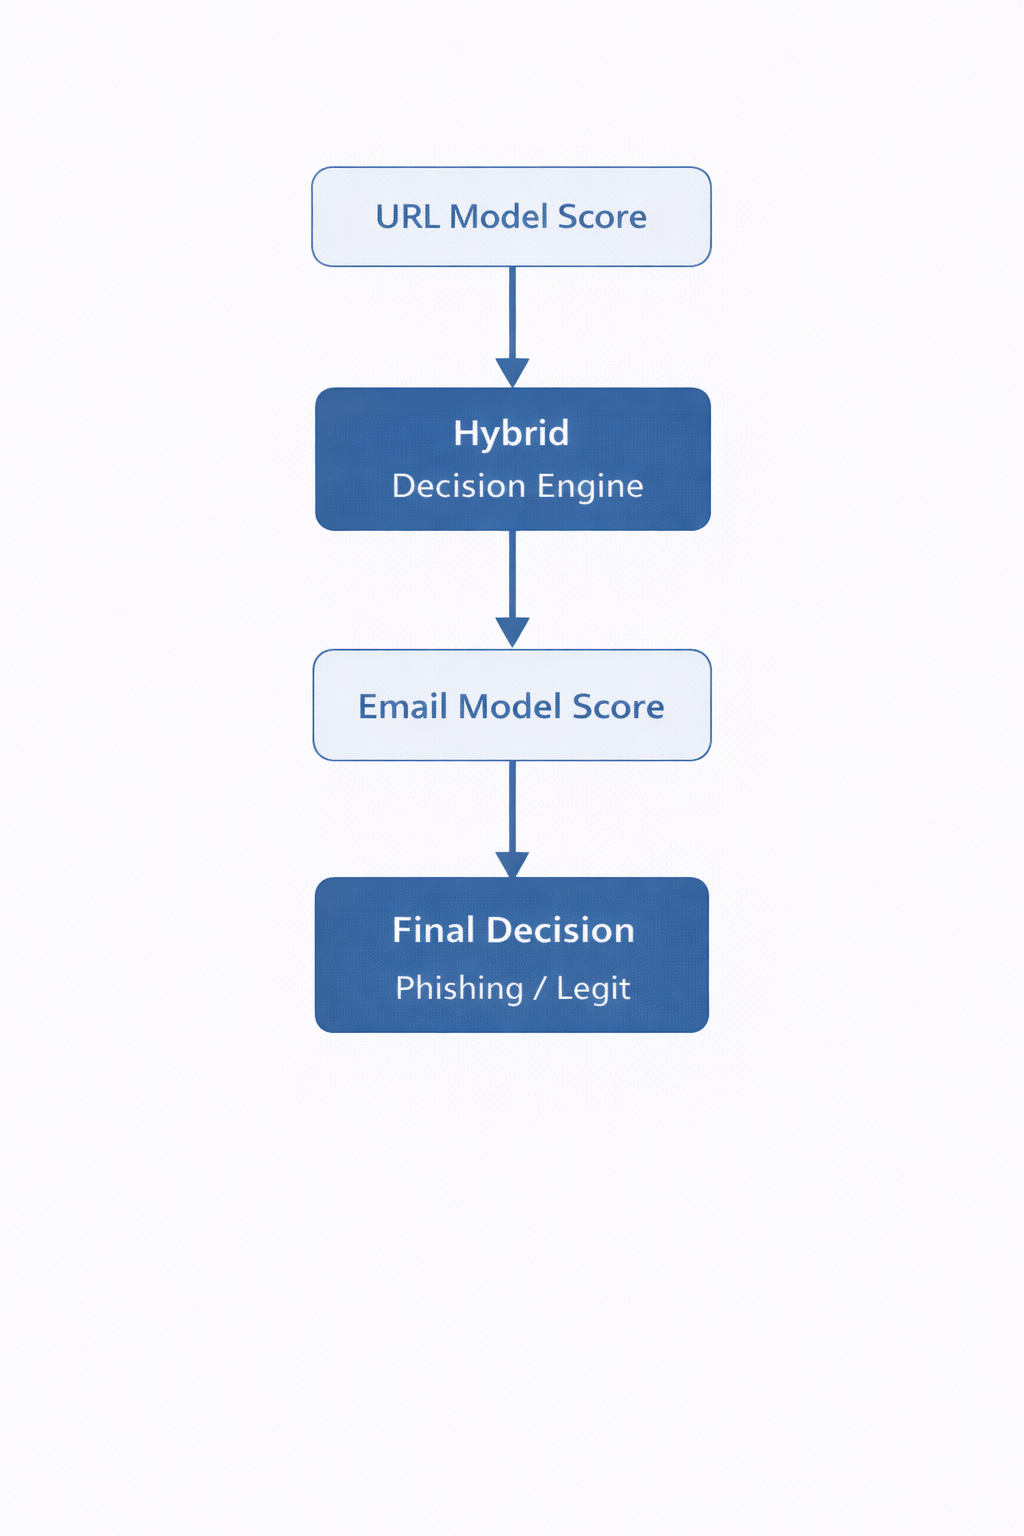 URL Model Score
Hybrid
Decision Engine
Email Model Score
Final Decision
Phishing / Legit